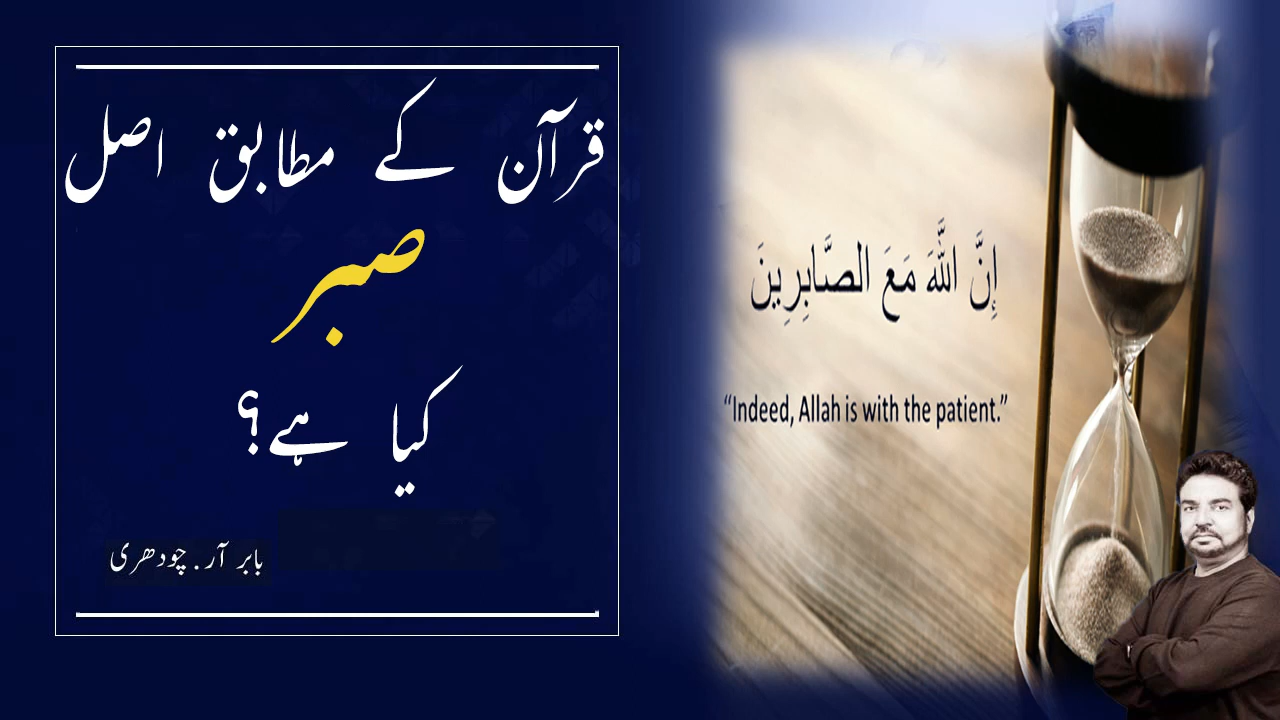 قرآن کے مطابق اصل
صبر
کیا ہے؟
بابر آر. چودھری
إِنَّ اللَّهَ مَعَ الصَّابِرِينَ
“Indeed, Allah is with the patient.”